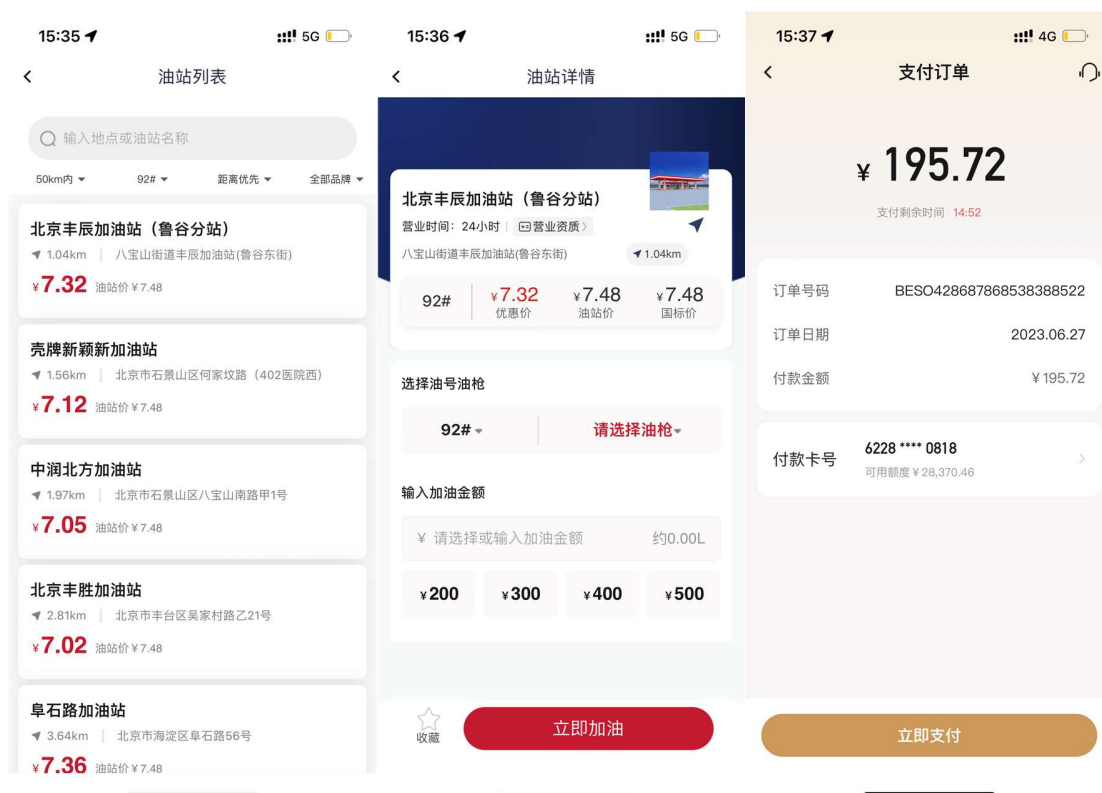 15:35
5G
油站列表
输入地点或油站名称
50km内
92#
距离优先
全部品牌
北京丰辰加油站（鲁谷分站）
1.04km 八宝山街道丰辰加油站(鲁谷东街)
¥7.32 油站价¥7.48
壳牌新颖新加油站
1.56km 北京市石景山区何家坟路（402医院西）
¥7.12 油站价¥7.48
中润北方加油站
1.97km 北京市石景山区八宝山南路甲1号
¥7.05 油站价¥7.48
北京丰胜加油站
2.81km 北京市丰台区吴家村路乙21号
¥7.02 油站价¥7.48
阜石路加油站
3.64km 北京市海淀区阜石路56号
¥7.36 油站价¥7.48
15:36
5G
油站详情
北京丰辰加油站（鲁谷分站）
营业时间：24小时 营业资质
八宝山街道丰辰加油站(鲁谷东街)
1.04km
92# ¥7.32 ¥7.48 ¥7.48
优惠价 油站价 国标价
选择油号油枪
92# 请选择油枪
输入加油金额
¥ 请选择或输入加油金额 约0.00L
¥200 ¥300 ¥400 ¥500
收藏
立即加油
15:37
4G
支付订单
¥ 195.72
支付剩余时间 14:52
订单号码 BESO428687868538388522
订单日期 2023.06.27
付款金额 ¥195.72
付款卡号 6228 **** 0818
可用额度¥28,370.46
立即支付